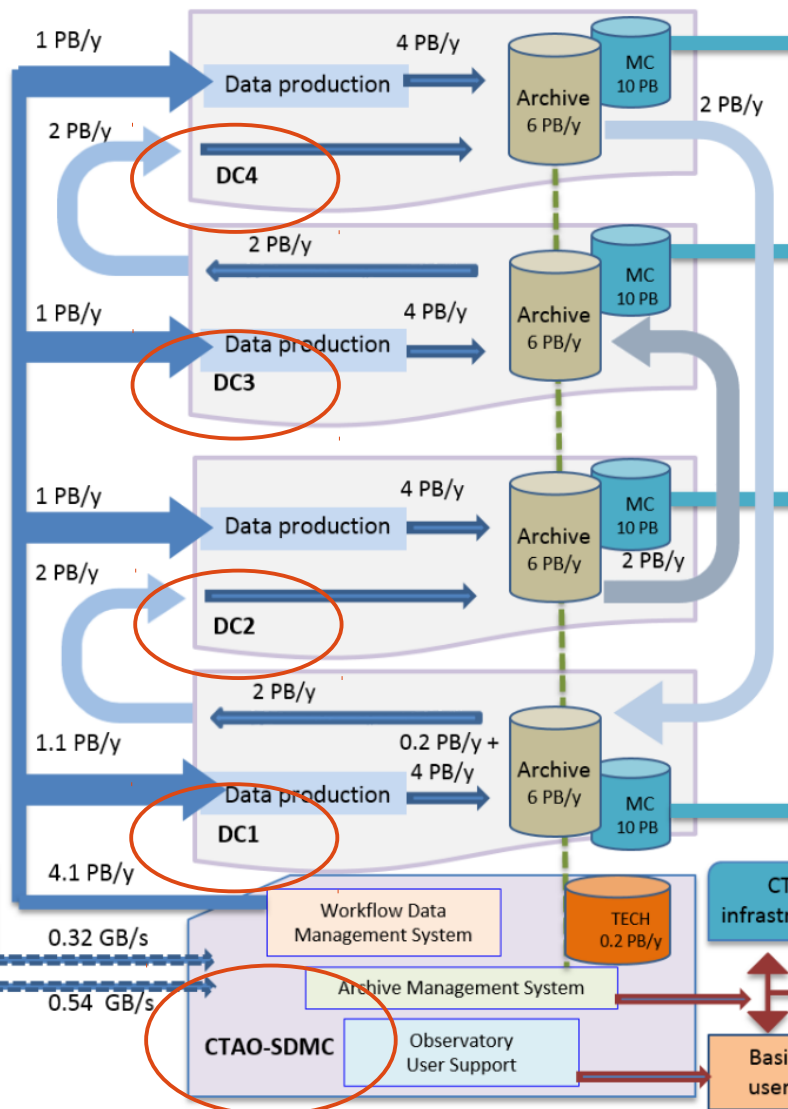 1 PB/y
4 PB/y
MC
10 PB
Data production
Archive
6 PB/y
2 PB/y
2 PB/y
DC4
2 PB/y
MC
10 PB
1 PB/y
4 PB/y
Archive
6 PB/y
Data production
DC3
1 PB/y
4 PB/y
MC
10 PB
Data production
Archive
6 PB/y
2 PB/y
2 PB/y
DC2
2 PB/y
1.1 PB/y
0.2 PB/y +
4 PB/y
Archive
6 PB/y
Data production
MC
10 PB
DC1
4.1 PB/y
Workflow Data
Management System
TECH
0.2 PB/y
CT
infrastr
0.32 GB/s
0.54 GB/s
Archive Management System
CTAO-SDMC
Observatory
User Support
Basi
user